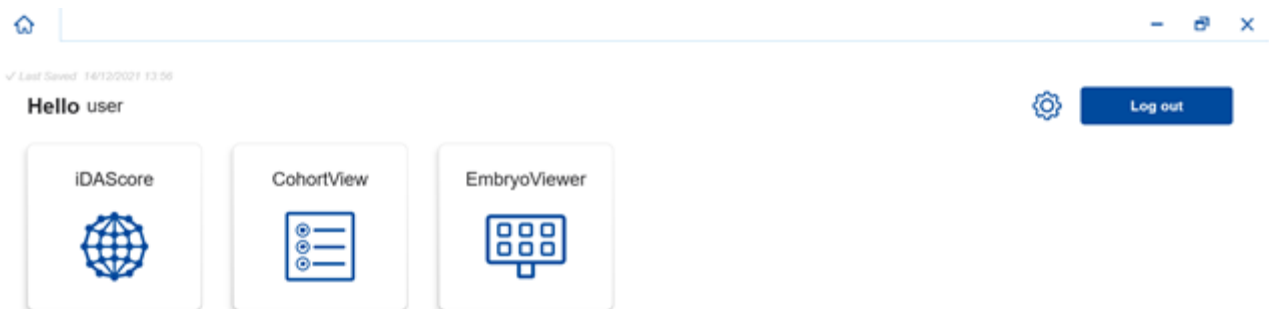 ✓ Last Saved: 14/12/2021 13:56
Hello user
Log out
iDAScore
CohortView
EmbryoViewer